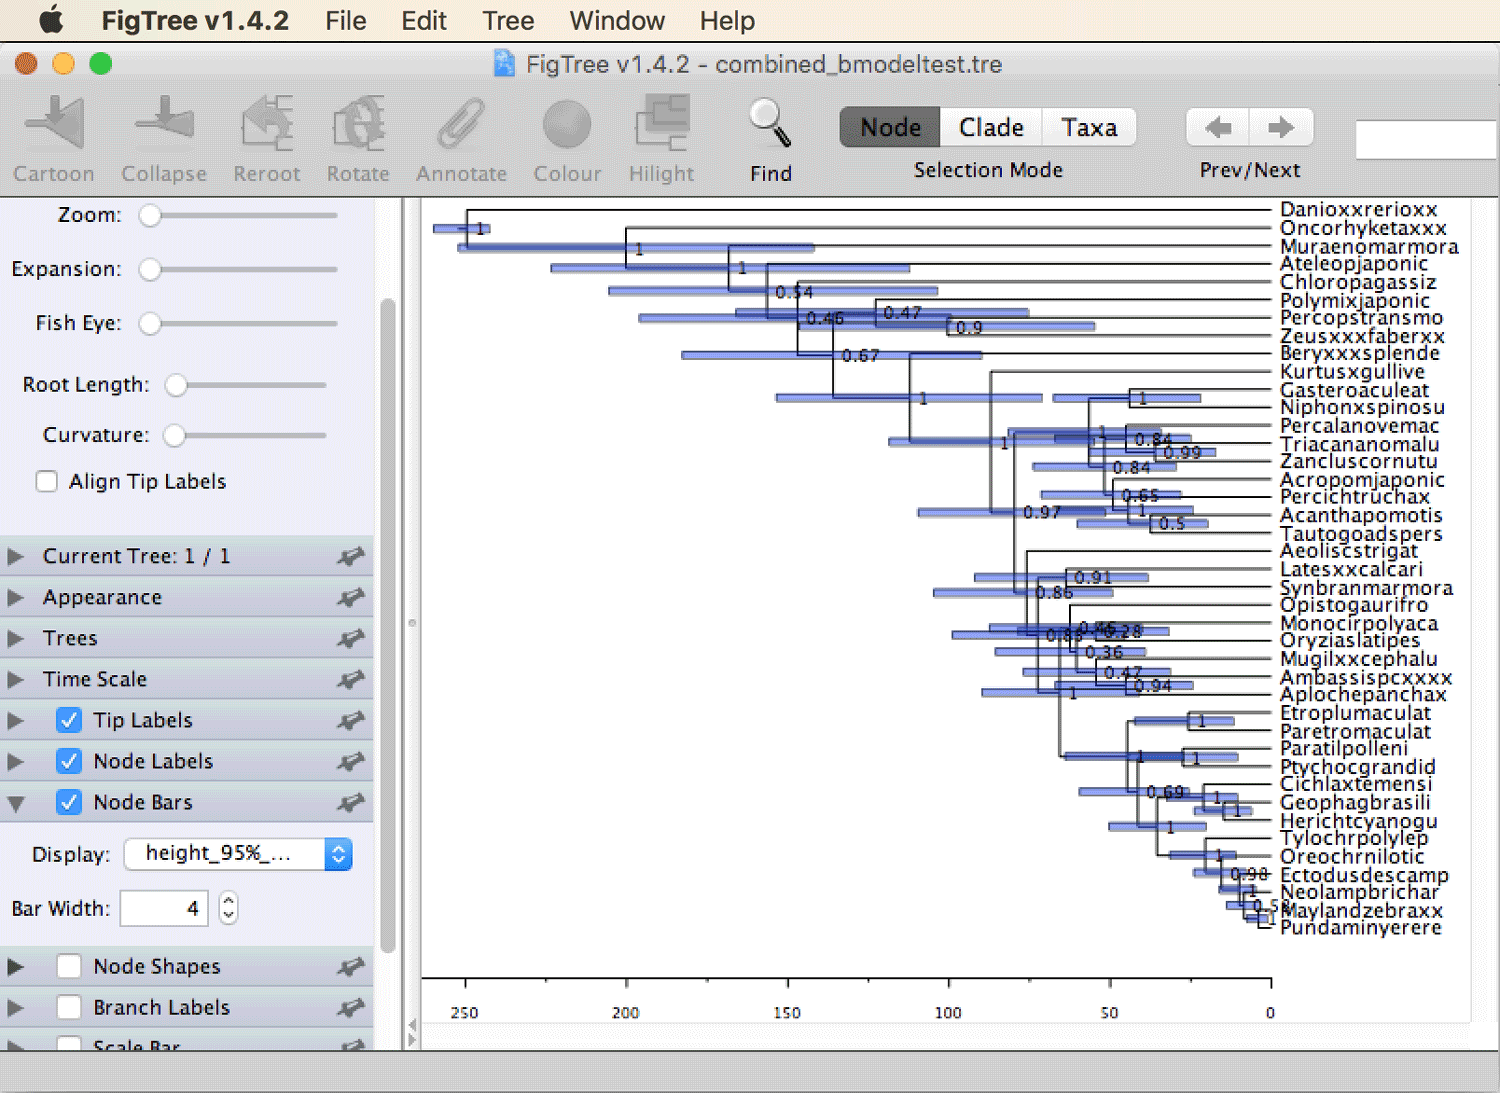 FigTree v1.4.2 File Edit Tree Window Help
FigTree v1.4.2 - combined_bmodeltest.tre
Cartoon Collapse Reroot Rotate Annotate Colour Hilight Find
Node Clade Taxa
Selection Mode
Prev/Next
Zoom:
Expansion:
Fish Eye:
Root Length:
Curvature:
Align Tip Labels
Current Tree: 1 / 1
Appearance
Trees
Time Scale
Tip Labels
Node Labels
Node Bars
Display: height_95%_...
Bar Width: 4
Node Shapes
Branch Labels
Scale Bar
Danioxxrerioxx
1
Oncorhyketaxxx
1
Muraenomarmora
1
Ateleopjaponic
0.54
Chloropagassiz
Polymixjaponic
0.46 0.47
Percopstransmo
0.9
Zeusxxxfaberxx
0.67
Beryxxxsplende
Kurtusxgullive
Gasteroaculeat
1 1
Niphonxspinosu
Percalanovemac
1 1 0.84
Triacananomalu
0.99
Zancluscornutu
0.84
Acropomjaponic
0.65
Percichtruchax
0.97 1
Acanthapomotis
0.5
Tautogoadspers
Aeoliscstrigat
Latesxxcalcari
0.91
Synbranmarmora
0.86
Opistogaurifro
Monocirpolyaca
Oryziaslatipes
0.36
Mugilxxcephalu
0.47
Ambassispcxxxx
0.94
Aplochepanchax
1
Etroplumaculat
1
Paretromaculat
Paratilpolleni
1 1
Ptychocgrandid
Cichlaxtemensi
0.69 1
Geophagbrasili
1
Herichtcyanogu
1
Tylochrpolylep
Oreochrnilotic
1
Ectodusdescamp
0.98
Neolampbrichar
1
Maylandzebraxx
1
Pundaminyerere
250 200 150 100 50 0